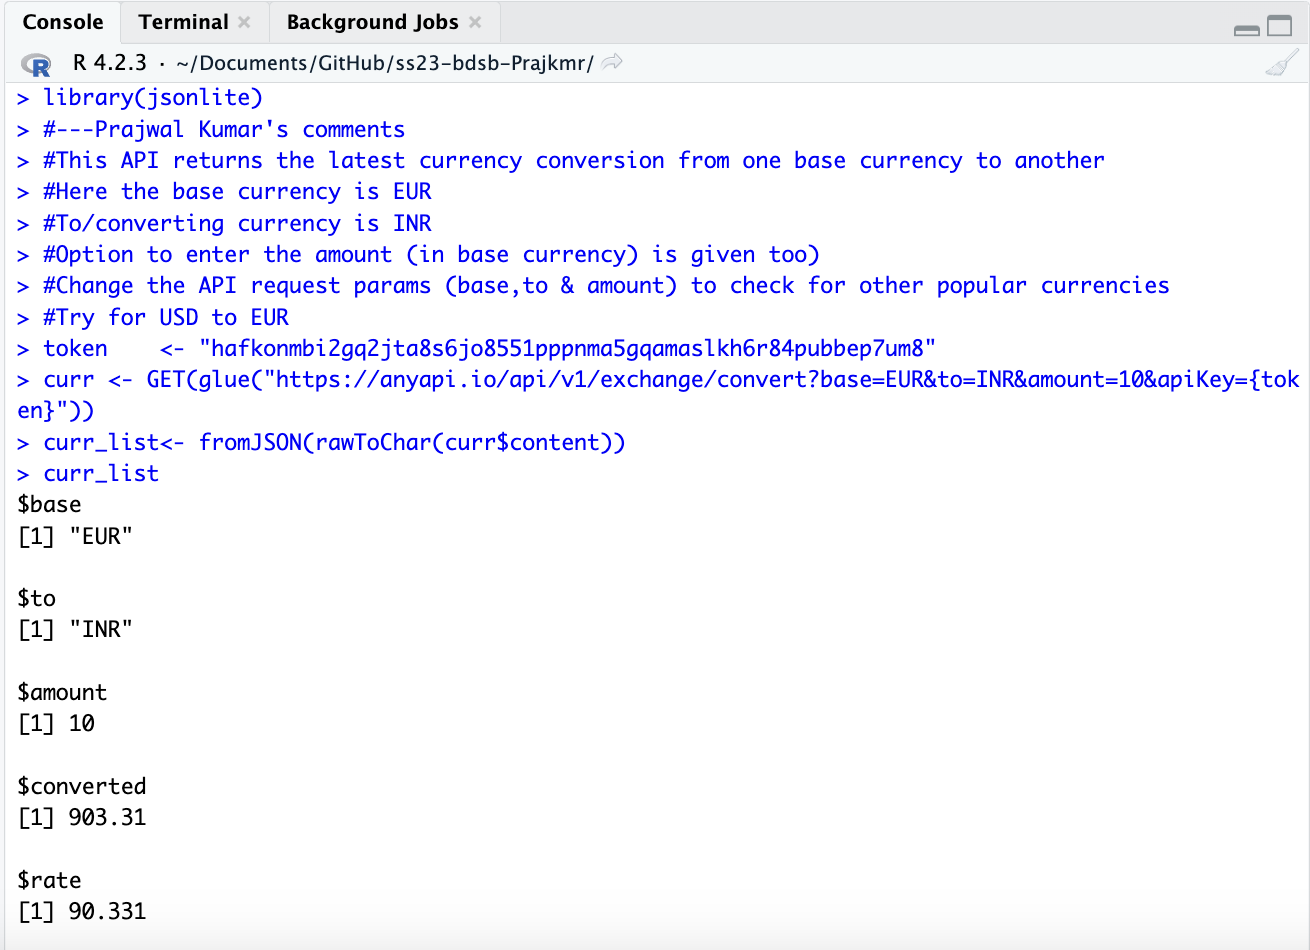 Console Terminal Background Jobs
R 4.2.3 · ~/Documents/GitHub/ss23-bdsb-Prajkmr/
> library(jsonlite)
> #---Prajwal Kumar's comments
> #This API returns the latest currency conversion from one base currency to another
> #Here the base currency is EUR
> #To/converting currency is INR
> #Option to enter the amount (in base currency) is given too)
> #Change the API request params (base,to & amount) to check for other popular currencies
> #Try for USD to EUR
> token    <- "hafkonmbi2gq2jta8s6jo8551pppnma5gqamaslkh6r84pubbep7um8"
> curr <- GET(glue("https://anyapi.io/api/v1/exchange/convert?base=EUR&to=INR&amount=10&apiKey={tok
en}"))
> curr_list<- fromJSON(rawToChar(curr$content))
> curr_list
$base
[1] "EUR"
$to
[1] "INR"
$amount
[1] 10
$converted
[1] 903.31
$rate
[1] 90.331